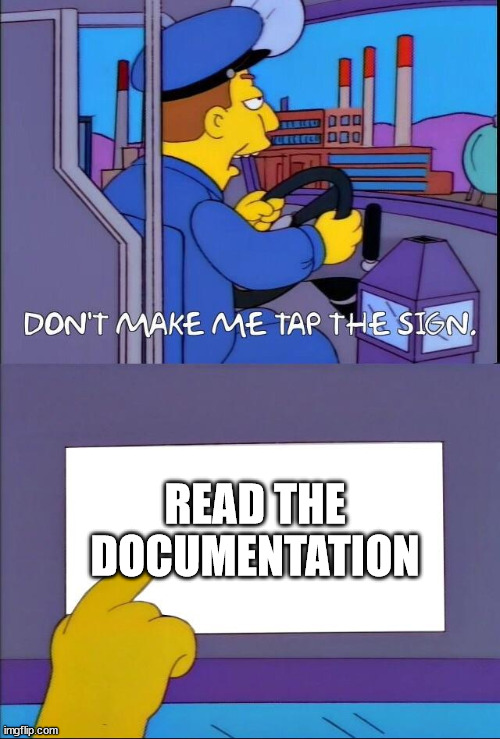 DON'T MAKE ME TAP THE SIGN.
READ THE
DOCUMENTATION
imgflip.com